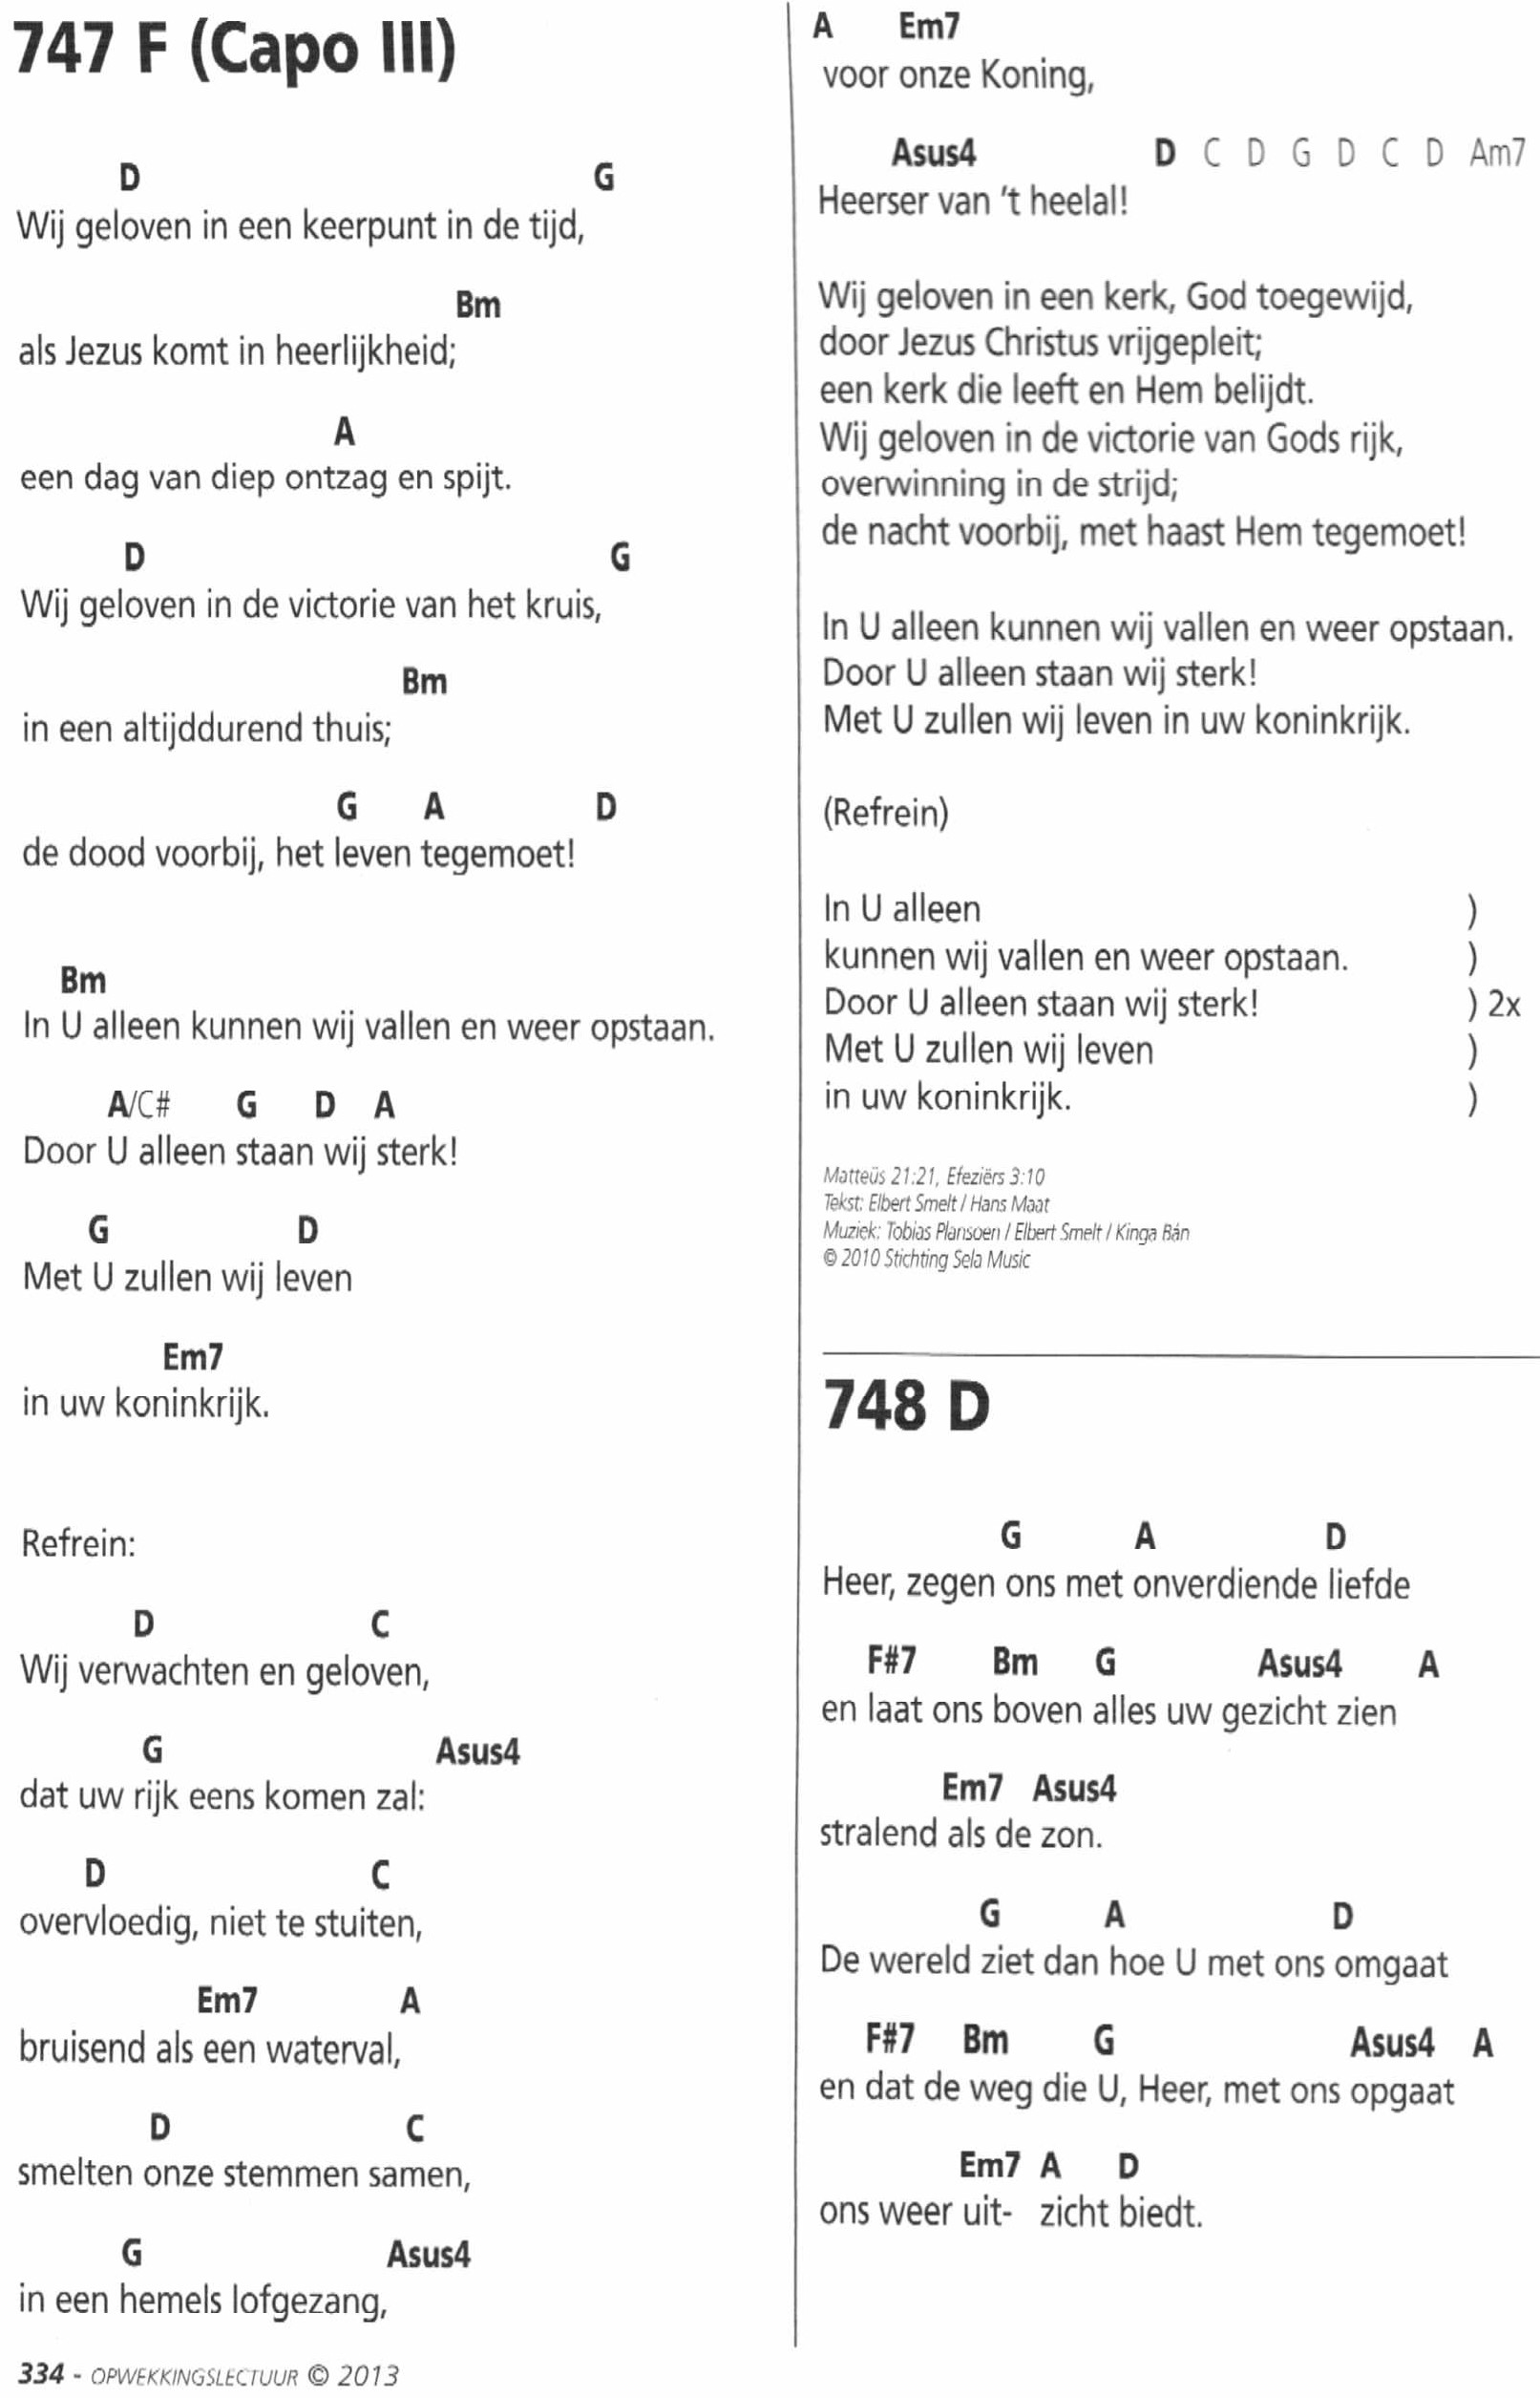 747 F (Capo III)
D G
Wij geloven in een keerpunt in de tijd,
Bm
als Jezus komt in heerlijkheid;
A
een dag van diep ontzag en spijt.
D G
Wij geloven in de victorie van het kruis,
Bm
in een altijddurend thuis;
G A D
de dood voorbij, het leven tegemoet!
Bm
In U alleen kunnen wij vallen en weer opstaan.
A/C# G D A
Door U alleen staan wij sterk!
G D
Met U zullen wij leven
Em7
in uw koninkrijk.
Refrein:
D C
Wij verwachten en geloven,
G Asus4
dat uw rijk eens komen zal:
D C
overvloedig, niet te stuiten,
Em7 A
bruisend als een waterval,
D C
smelten onze stemmen samen,
G Asus4
in een hemels lofgezang,
334 - OPWEKKINGSLECTUUR © 2013
A Em7
voor onze Koning,
Asus4 D C D G D C D Am7
Heerser van 't heelal!
Wij geloven in een kerk, God toegewijd,
door Jezus Christus vrijgepleit;
een kerk die leeft en Hem belijdt.
Wij geloven in de victorie van Gods rijk,
overwinning in de strijd;
de nacht voorbij, met haast Hem tegemoet!
In U alleen kunnen wij vallen en weer opstaan.
Door U alleen staan wij sterk!
Met U zullen wij leven in uw koninkrijk.
(Refrein)
In U alleen )
kunnen wij vallen en weer opstaan. )
Door U alleen staan wij sterk! ) 2x
Met U zullen wij leven )
in uw koninkrijk. )
Matteüs 21:21, Efeziërs 3:10
Tekst: Elbert Smelt / Hans Maat
Muziek: Tobias Plansoen / Elbert Smelt / Kinga Bán
© 2010 Stichting Sela Music
748 D
G A D
Heer, zegen ons met onverdiende liefde
F#7 Bm G Asus4 A
en laat ons boven alles uw gezicht zien
Em7 Asus4
stralend als de zon.
G A D
De wereld ziet dan hoe U met ons omgaat
F#7 Bm G Asus4 A
en dat de weg die U, Heer, met ons opgaat
Em7 A D
ons weer uit- zicht biedt.